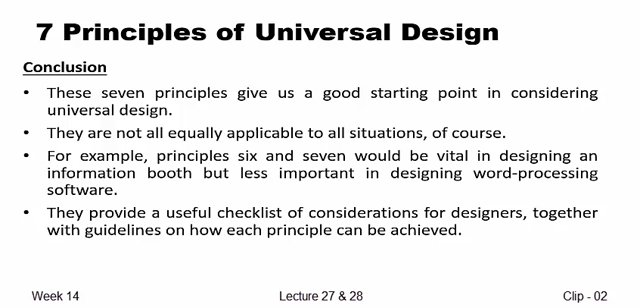 7 Principles of Universal Design
Conclusion
• These seven principles give us a good starting point in considering
universal design.
• They are not all equally applicable to all situations, of course.
• For example, principles six and seven would be vital in designing an
information booth but less important in designing word-processing
software.
• They provide a useful checklist of considerations for designers, together
with guidelines on how each principle can be achieved.
Week 14 Lecture 27 & 28 Clip - 02